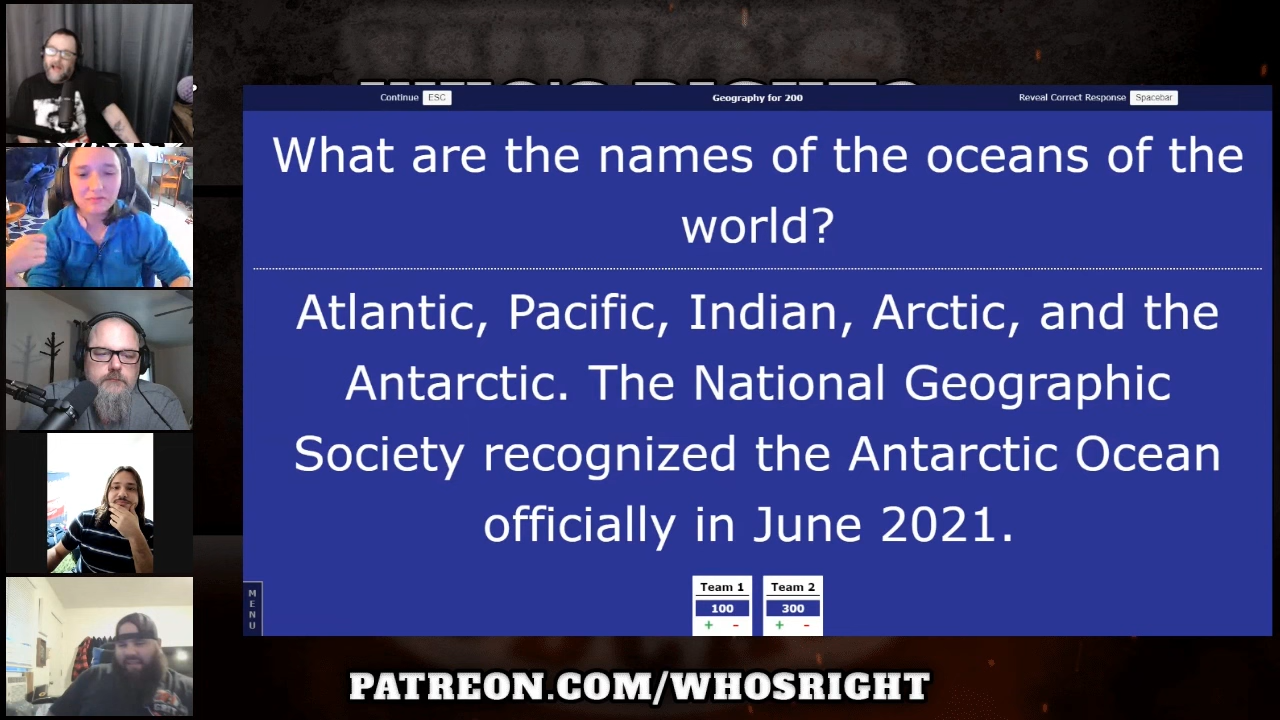 Continue ESC
Geography for 200
Reveal Correct Response Spacebar
What are the names of the oceans of the
world?
Atlantic, Pacific, Indian, Arctic, and the
Antarctic. The National Geographic
Society recognized the Antarctic Ocean
officially in June 2021.
MENU
Team 1
100
+ -
Team 2
300
+ -
PATREON.COM/WHOSRIGHT